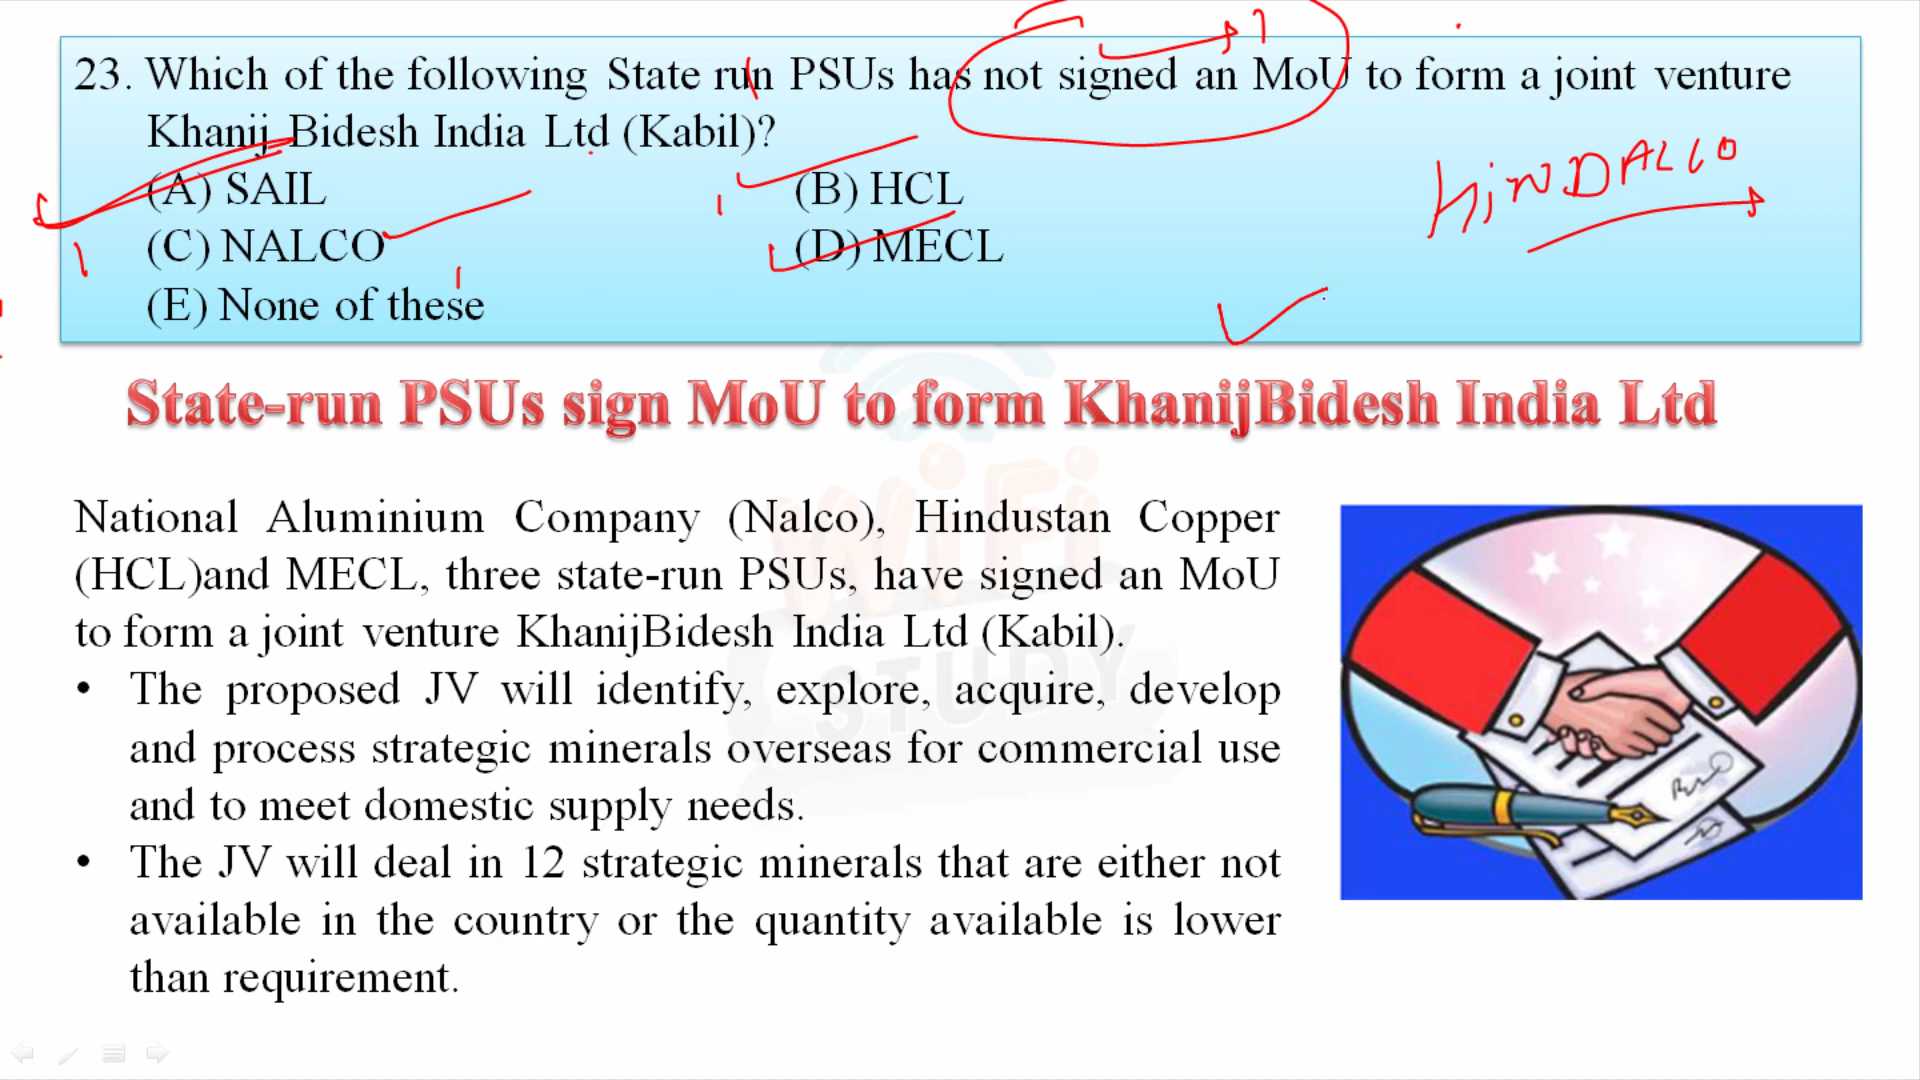 23. Which of the following State run PSUs has not signed an MoU to form a joint venture
Khanij Bidesh India Ltd (Kabil)?
(A) SAIL (B) HCL
(C) NALCO (D) MECL
(E) None of these
HiNDALCO
State-run PSUs sign MoU to form KhanijBidesh India Ltd
National Aluminium Company (Nalco), Hindustan Copper
(HCL)and MECL, three state-run PSUs, have signed an MoU
to form a joint venture KhanijBidesh India Ltd (Kabil).
• The proposed JV will identify, explore, acquire, develop
and process strategic minerals overseas for commercial use
and to meet domestic supply needs.
• The JV will deal in 12 strategic minerals that are either not
available in the country or the quantity available is lower
than requirement.
WiFi
STUDY